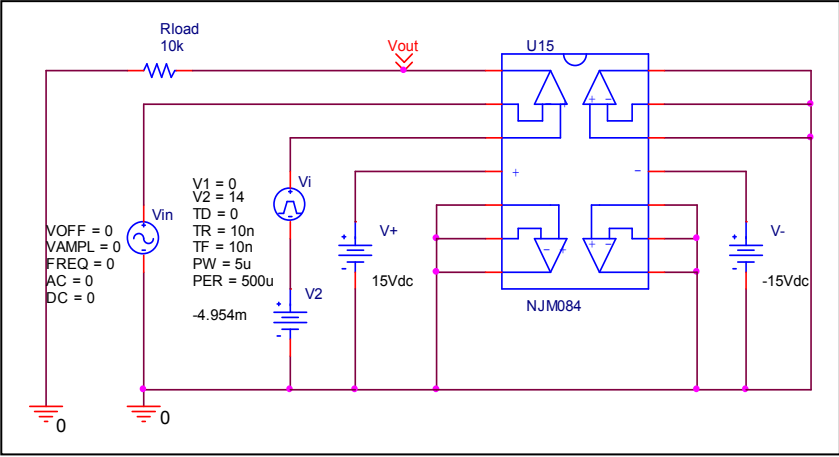 Rload
10k
Vout
U15
Vin
VOFF = 0
VAMPL = 0
FREQ = 0
AC = 0
DC = 0
V1 = 0
V2 = 14
TD = 0
TR = 10n
TF = 10n
PW = 5u
PER = 500u
Vi
V2
-4.954m
V+
15Vdc
+
-
+
-
+
-
+
-
+
-
NJM084
V-
-15Vdc
0
0